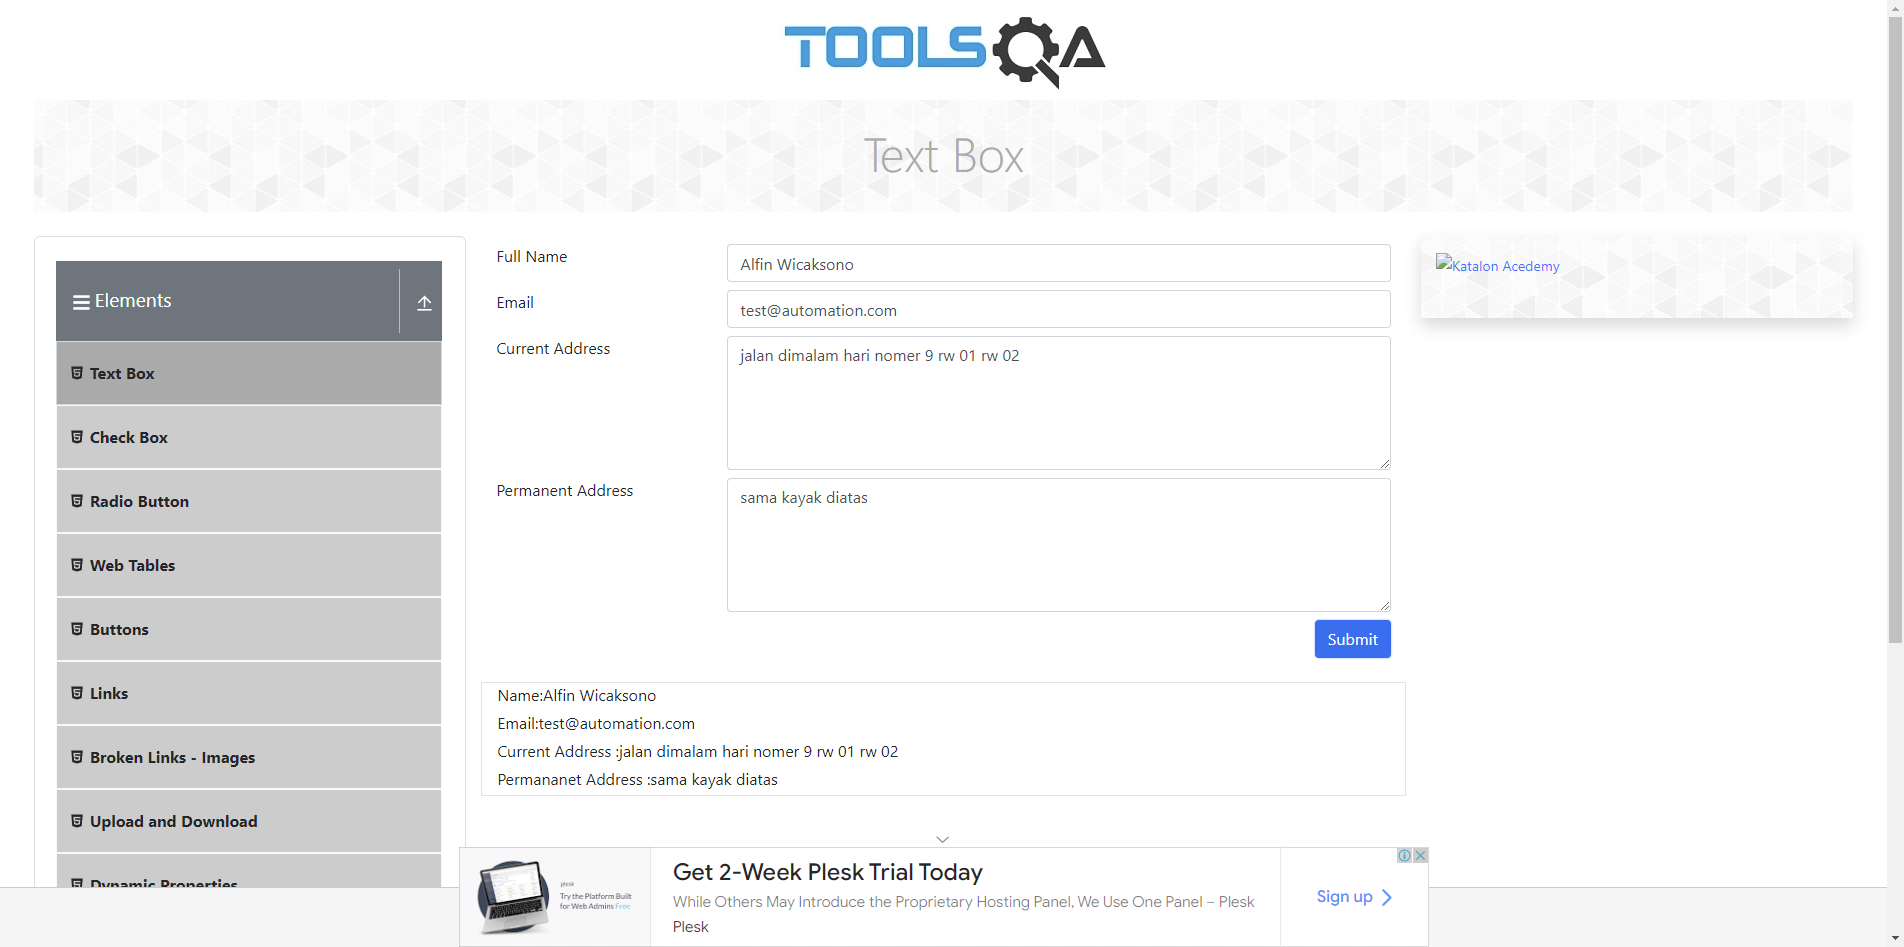 TOOLSQA
Text Box
Elements
Text Box
Check Box
Radio Button
Web Tables
Buttons
Links
Broken Links - Images
Upload and Download
Dynamic Properties
Full Name
Alfin Wicaksono
Email
test@automation.com
Current Address
jalan dimalam hari nomer 9 rw 01 rw 02
Permanent Address
sama kayak diatas
Submit
Name:Alfin Wicaksono
Email:test@automation.com
Current Address :jalan dimalam hari nomer 9 rw 01 rw 02
Permananet Address :sama kayak diatas
Katalon Acedemy
plesk
Try the Platform Built
for Web Admins Free
Get 2-Week Plesk Trial Today
While Others May Introduce the Proprietary Hosting Panel, We Use One Panel – Plesk
Plesk
Sign up